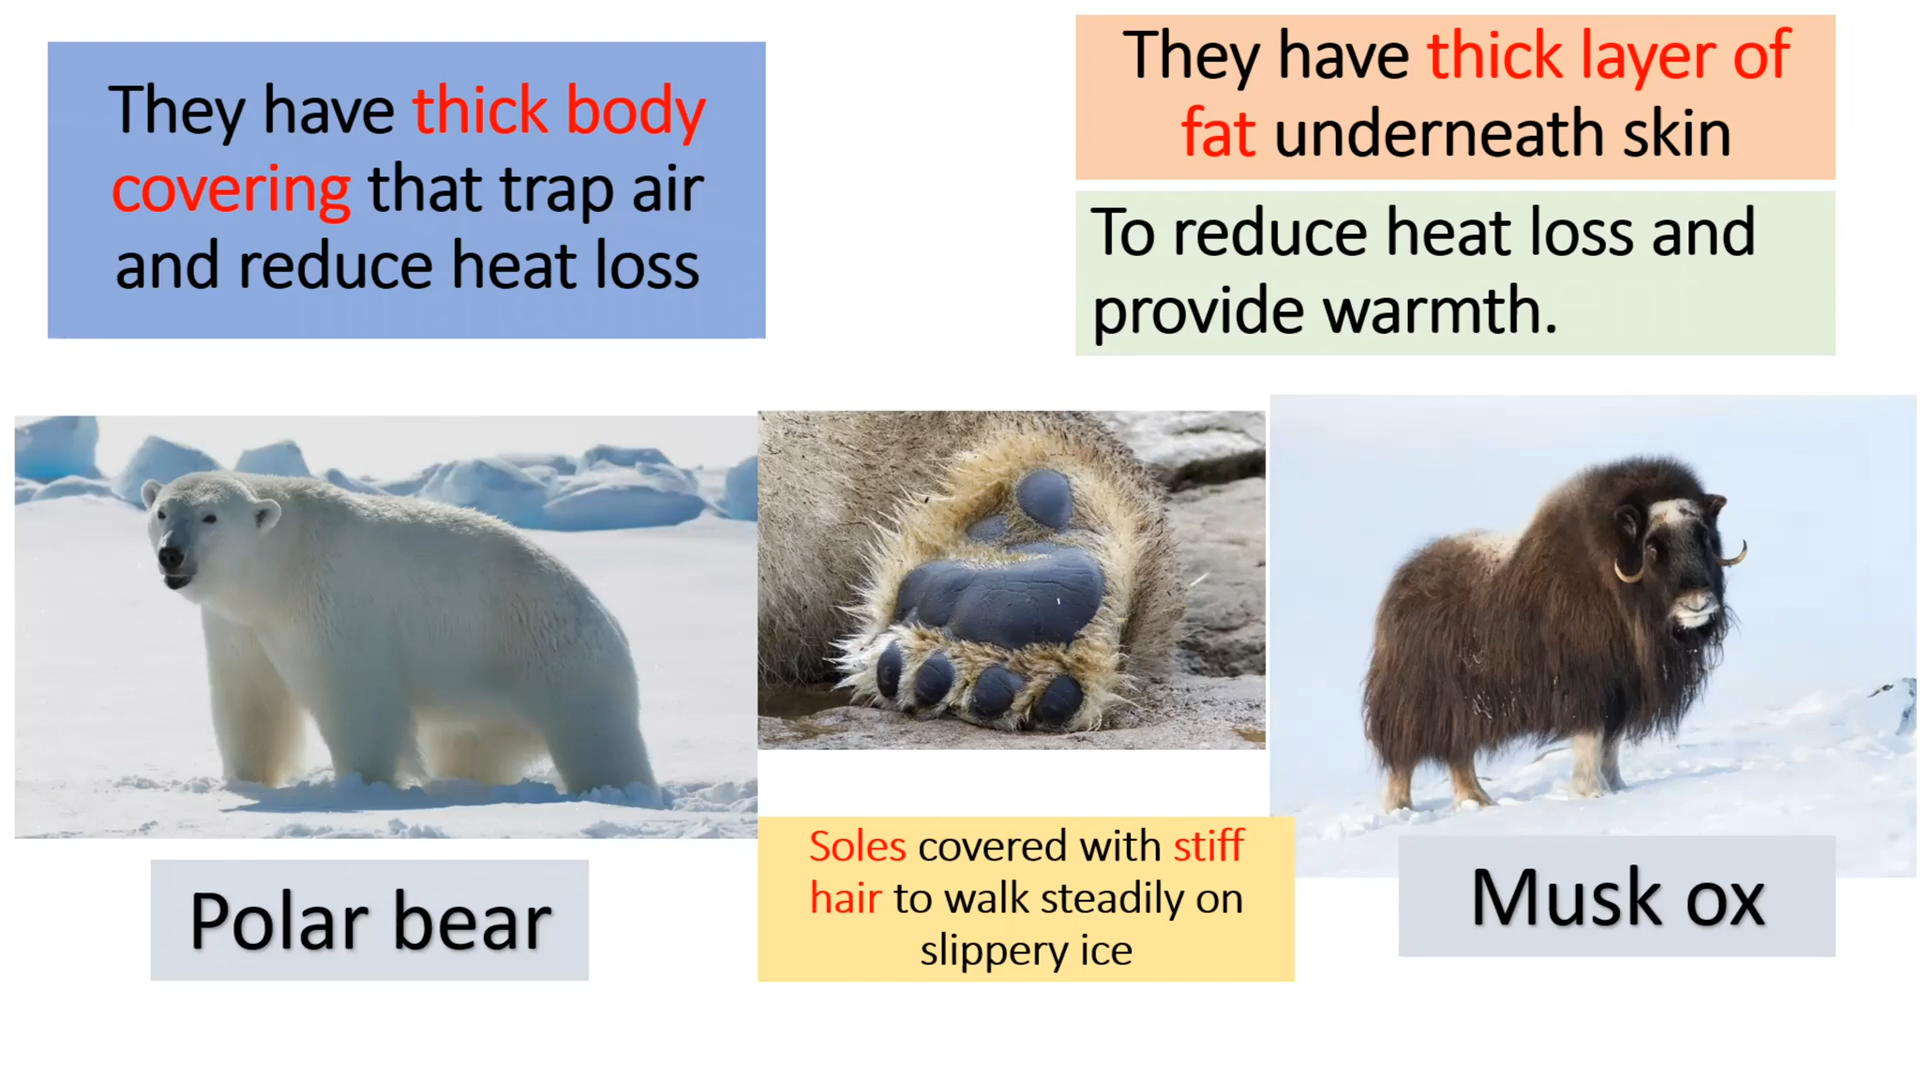 They have thick body
covering that trap air
and reduce heat loss
They have thick layer of
fat underneath skin
To reduce heat loss and
provide warmth.
Soles covered with stiff
hair to walk steadily on
slippery ice
Polar bear
Musk ox